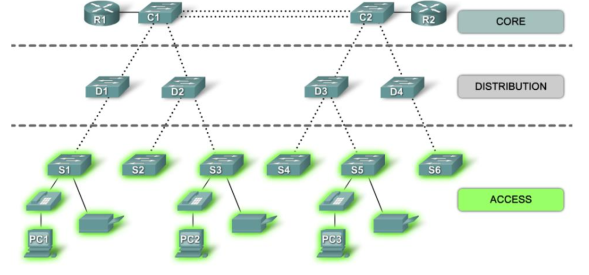 R1 C1 C2 R2 CORE
D1 D2 D3 D4 DISTRIBUTION
S1 S2 S3 S4 S5 S6
ACCESS
PC1 PC2 PC3